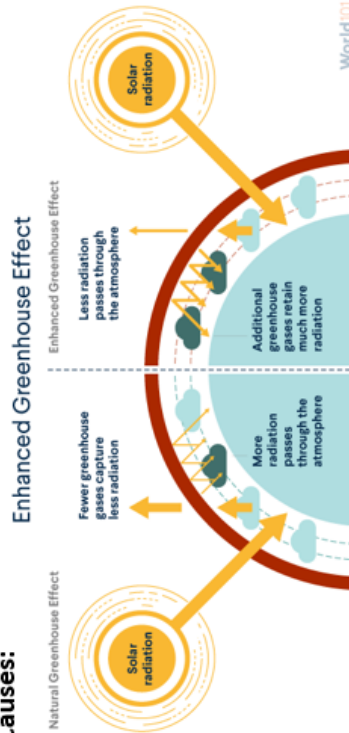 auses:
Enhanced Greenhouse Effect
Natural Greenhouse Effect
Enhanced Greenhouse Effect
Solar
radiation
Fewer greenhouse
gases capture
less radiation
Less radiation
passes through
the atmosphere
Solar
radiation
More
radiation
passes
through the
atmosphere
Additional
greenhouse
gases retain
much more
radiation
World101